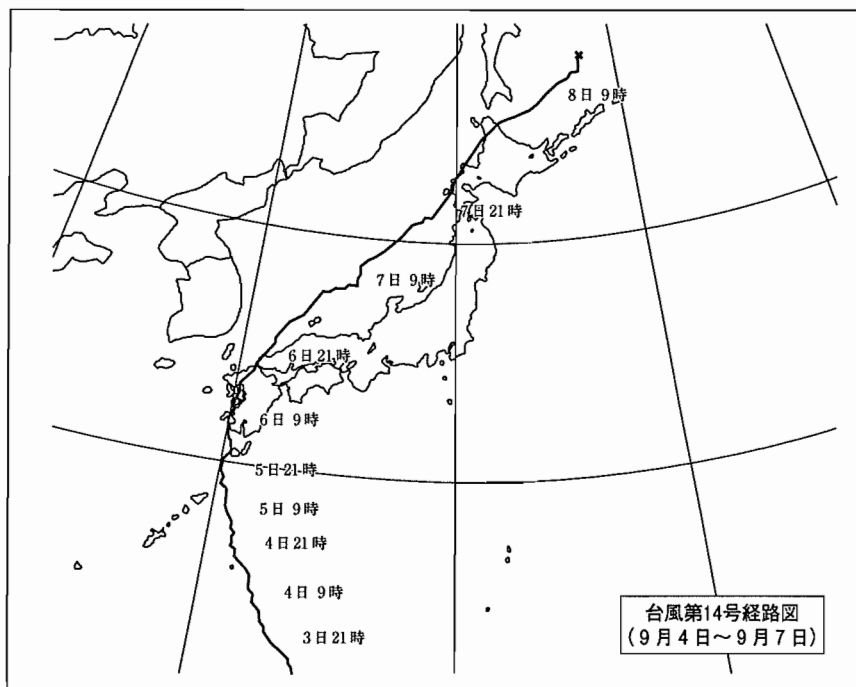 8日 9時
7日21時
7日 9時
6日21時
6日 9時
5日21時
5日 9時
4日21時
4日 9時
3日21時
台風第14号経路図
(9月4日～9月7日)